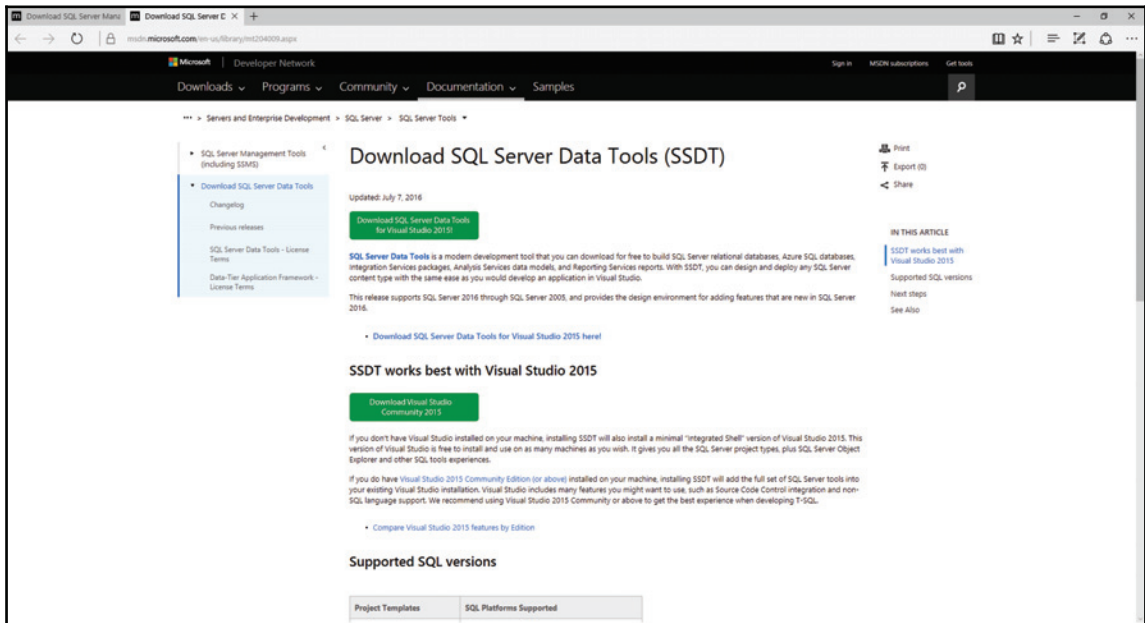 Download SQL Server Mana
Download SQL Server D
msdn.microsoft.com/en-us/library/mt204009.aspx
Microsoft | Developer Network
Sign in MSDN subscriptions Get tools
Downloads Programs Community Documentation Samples
••• > Servers and Enterprise Development > SQL Server > SQL Server Tools
SQL Server Management Tools
(including SSMS)
Download SQL Server Data Tools
Changelog
Previous releases
SQL Server Data Tools - License
Terms
Data-Tier Application Framework -
License Terms
Download SQL Server Data Tools (SSDT)
Updated: July 7, 2016
Download SQL Server Data Tools
for Visual Studio 2015!
SQL Server Data Tools is a modern development tool that you can download for free to build SQL Server relational databases, Azure SQL databases,
Integration Services packages, Analysis Services data models, and Reporting Services reports. With SSDT, you can design and deploy any SQL Server
content type with the same ease as you would develop an application in Visual Studio.
This release supports SQL Server 2016 through SQL Server 2005, and provides the design environment for adding features that are new in SQL Server
2016.
• Download SQL Server Data Tools for Visual Studio 2015 here!
SSDT works best with Visual Studio 2015
Download Visual Studio
Community 2015
If you don't have Visual Studio installed on your machine, installing SSDT will also install a minimal "Integrated Shell" version of Visual Studio 2015. This
version of Visual Studio is free to install and use on as many machines as you wish. It gives you all the SQL Server project types, plus SQL Server Object
Explorer and other SQL tools experiences.
If you do have Visual Studio 2015 Community Edition (or above) installed on your machine, installing SSDT will add the full set of SQL Server tools into
your existing Visual Studio installation. Visual Studio includes many features you might want to use, such as Source Code Control integration and non-
SQL language support. We recommend using Visual Studio 2015 Community or above to get the best experience when developing T-SQL.
• Compare Visual Studio 2015 features by Edition
Supported SQL versions
Project Templates SQL Platforms Supported
Print
Export (0)
Share
IN THIS ARTICLE
SSDT works best with
Visual Studio 2015
Supported SQL versions
Next steps
See Also